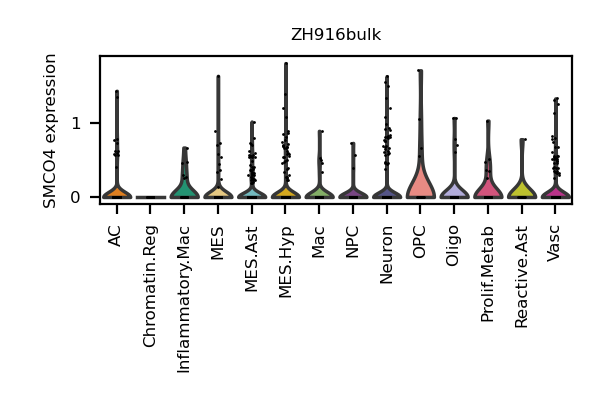 ZH916bulk
SMCO4 expression
1
0
AC
Chromatin.Reg
Inflammatory.Mac
MES
MES.Ast
MES.Hyp
Mac
NPC
Neuron
OPC
Oligo
Prolif.Metab
Reactive.Ast
Vasc